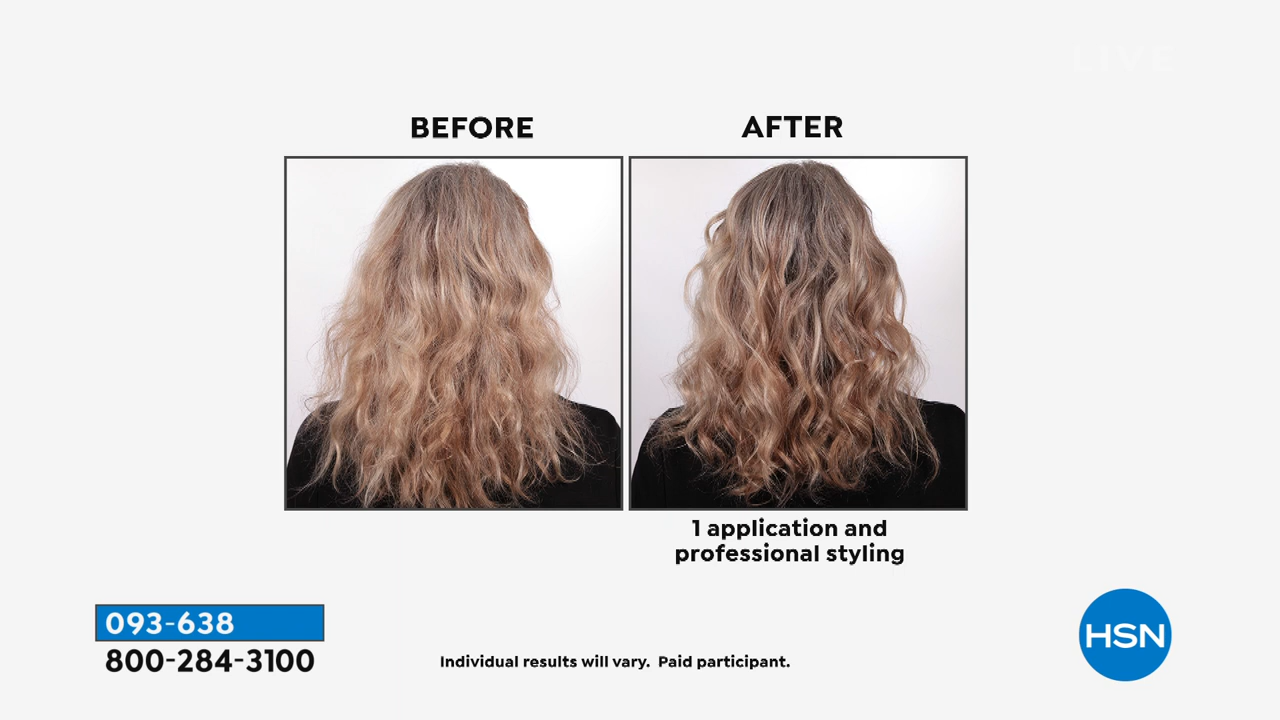 LIVE
BEFORE
AFTER
1 application and
professional styling
093-638
800-284-3100
Individual results will vary.  Paid participant.
HSN